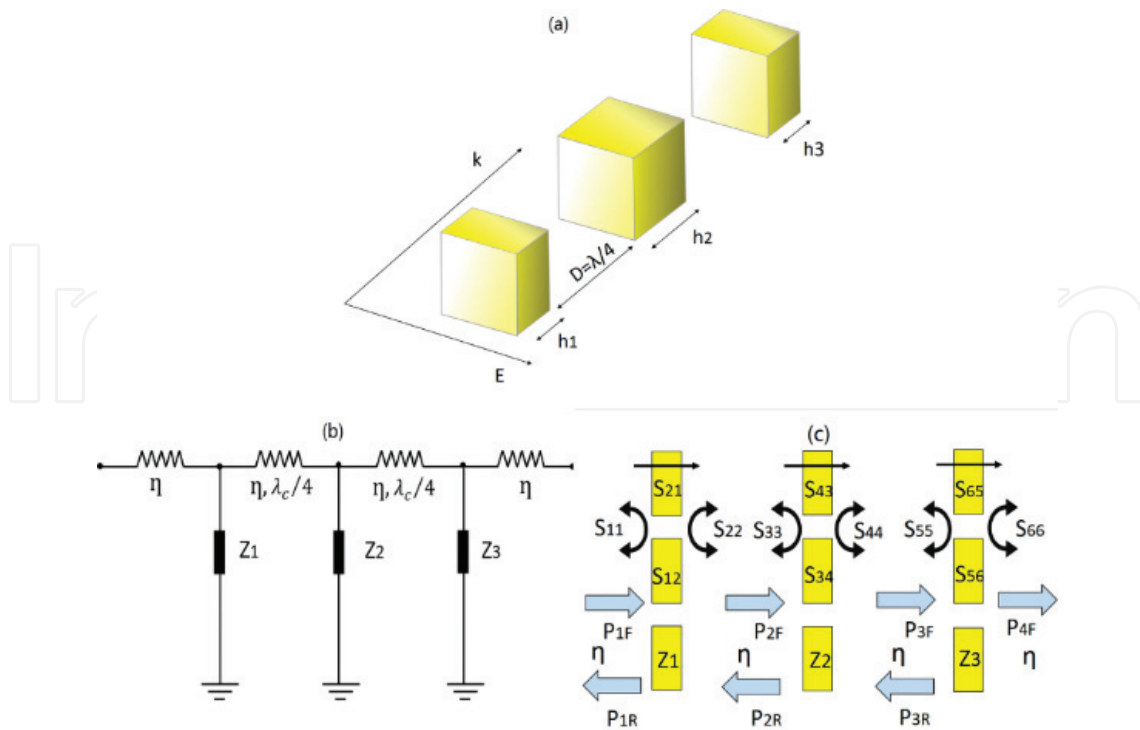 (a)
k
h3
h2
D=λ/4
h1
E
(b)
η
η, λc/4
η, λc/4
η
Z1
Z2
Z3
(c)
S21
S43
S65
S11
S22
S33
S44
S55
S66
S12
S34
S56
P1F
P2F
P3F
P4F
η
η
η
η
Z1
Z2
Z3
P1R
P2R
P3R